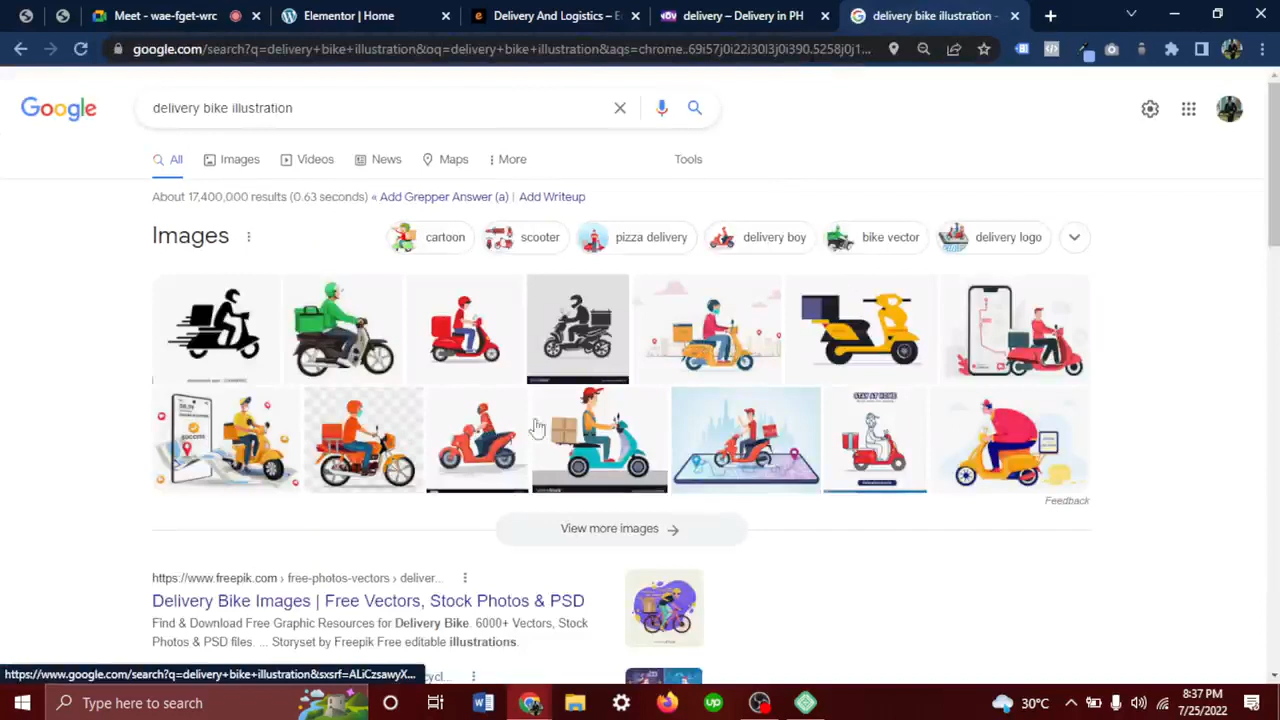 Meet - wae-fget-wrc
Elementor | Home
Delivery And Logistics – E
delivery – Delivery in PH
delivery bike illustration -
google.com/search?q=delivery+bike+illustration&oq=delivery+bike+illustration&aqs=chrome..69i57j0i22i30l3j0i390.5258j0j1...
Google
delivery bike illustration
All
Images
Videos
News
Maps
More
Tools
About 17,400,000 results (0.63 seconds) « Add Grepper Answer (a) | Add Writeup
Images
cartoon
scooter
pizza delivery
delivery boy
bike vector
delivery logo
SUCCESS
STAY AT HOME
Feedback
View more images
https://www.freepik.com › free-photos-vectors › deliver...
Delivery Bike Images | Free Vectors, Stock Photos & PSD
Find & Download Free Graphic Resources for Delivery Bike. 6000+ Vectors, Stock
Photos & PSD files. ... Storyset by Freepik Free editable illustrations.
https://www.google.com/search?q=delivery+bike+illustration&sxsrf=ALiCzsawyX...
cycl...
Type here to search
30°C
8:37 PM
7/25/2022